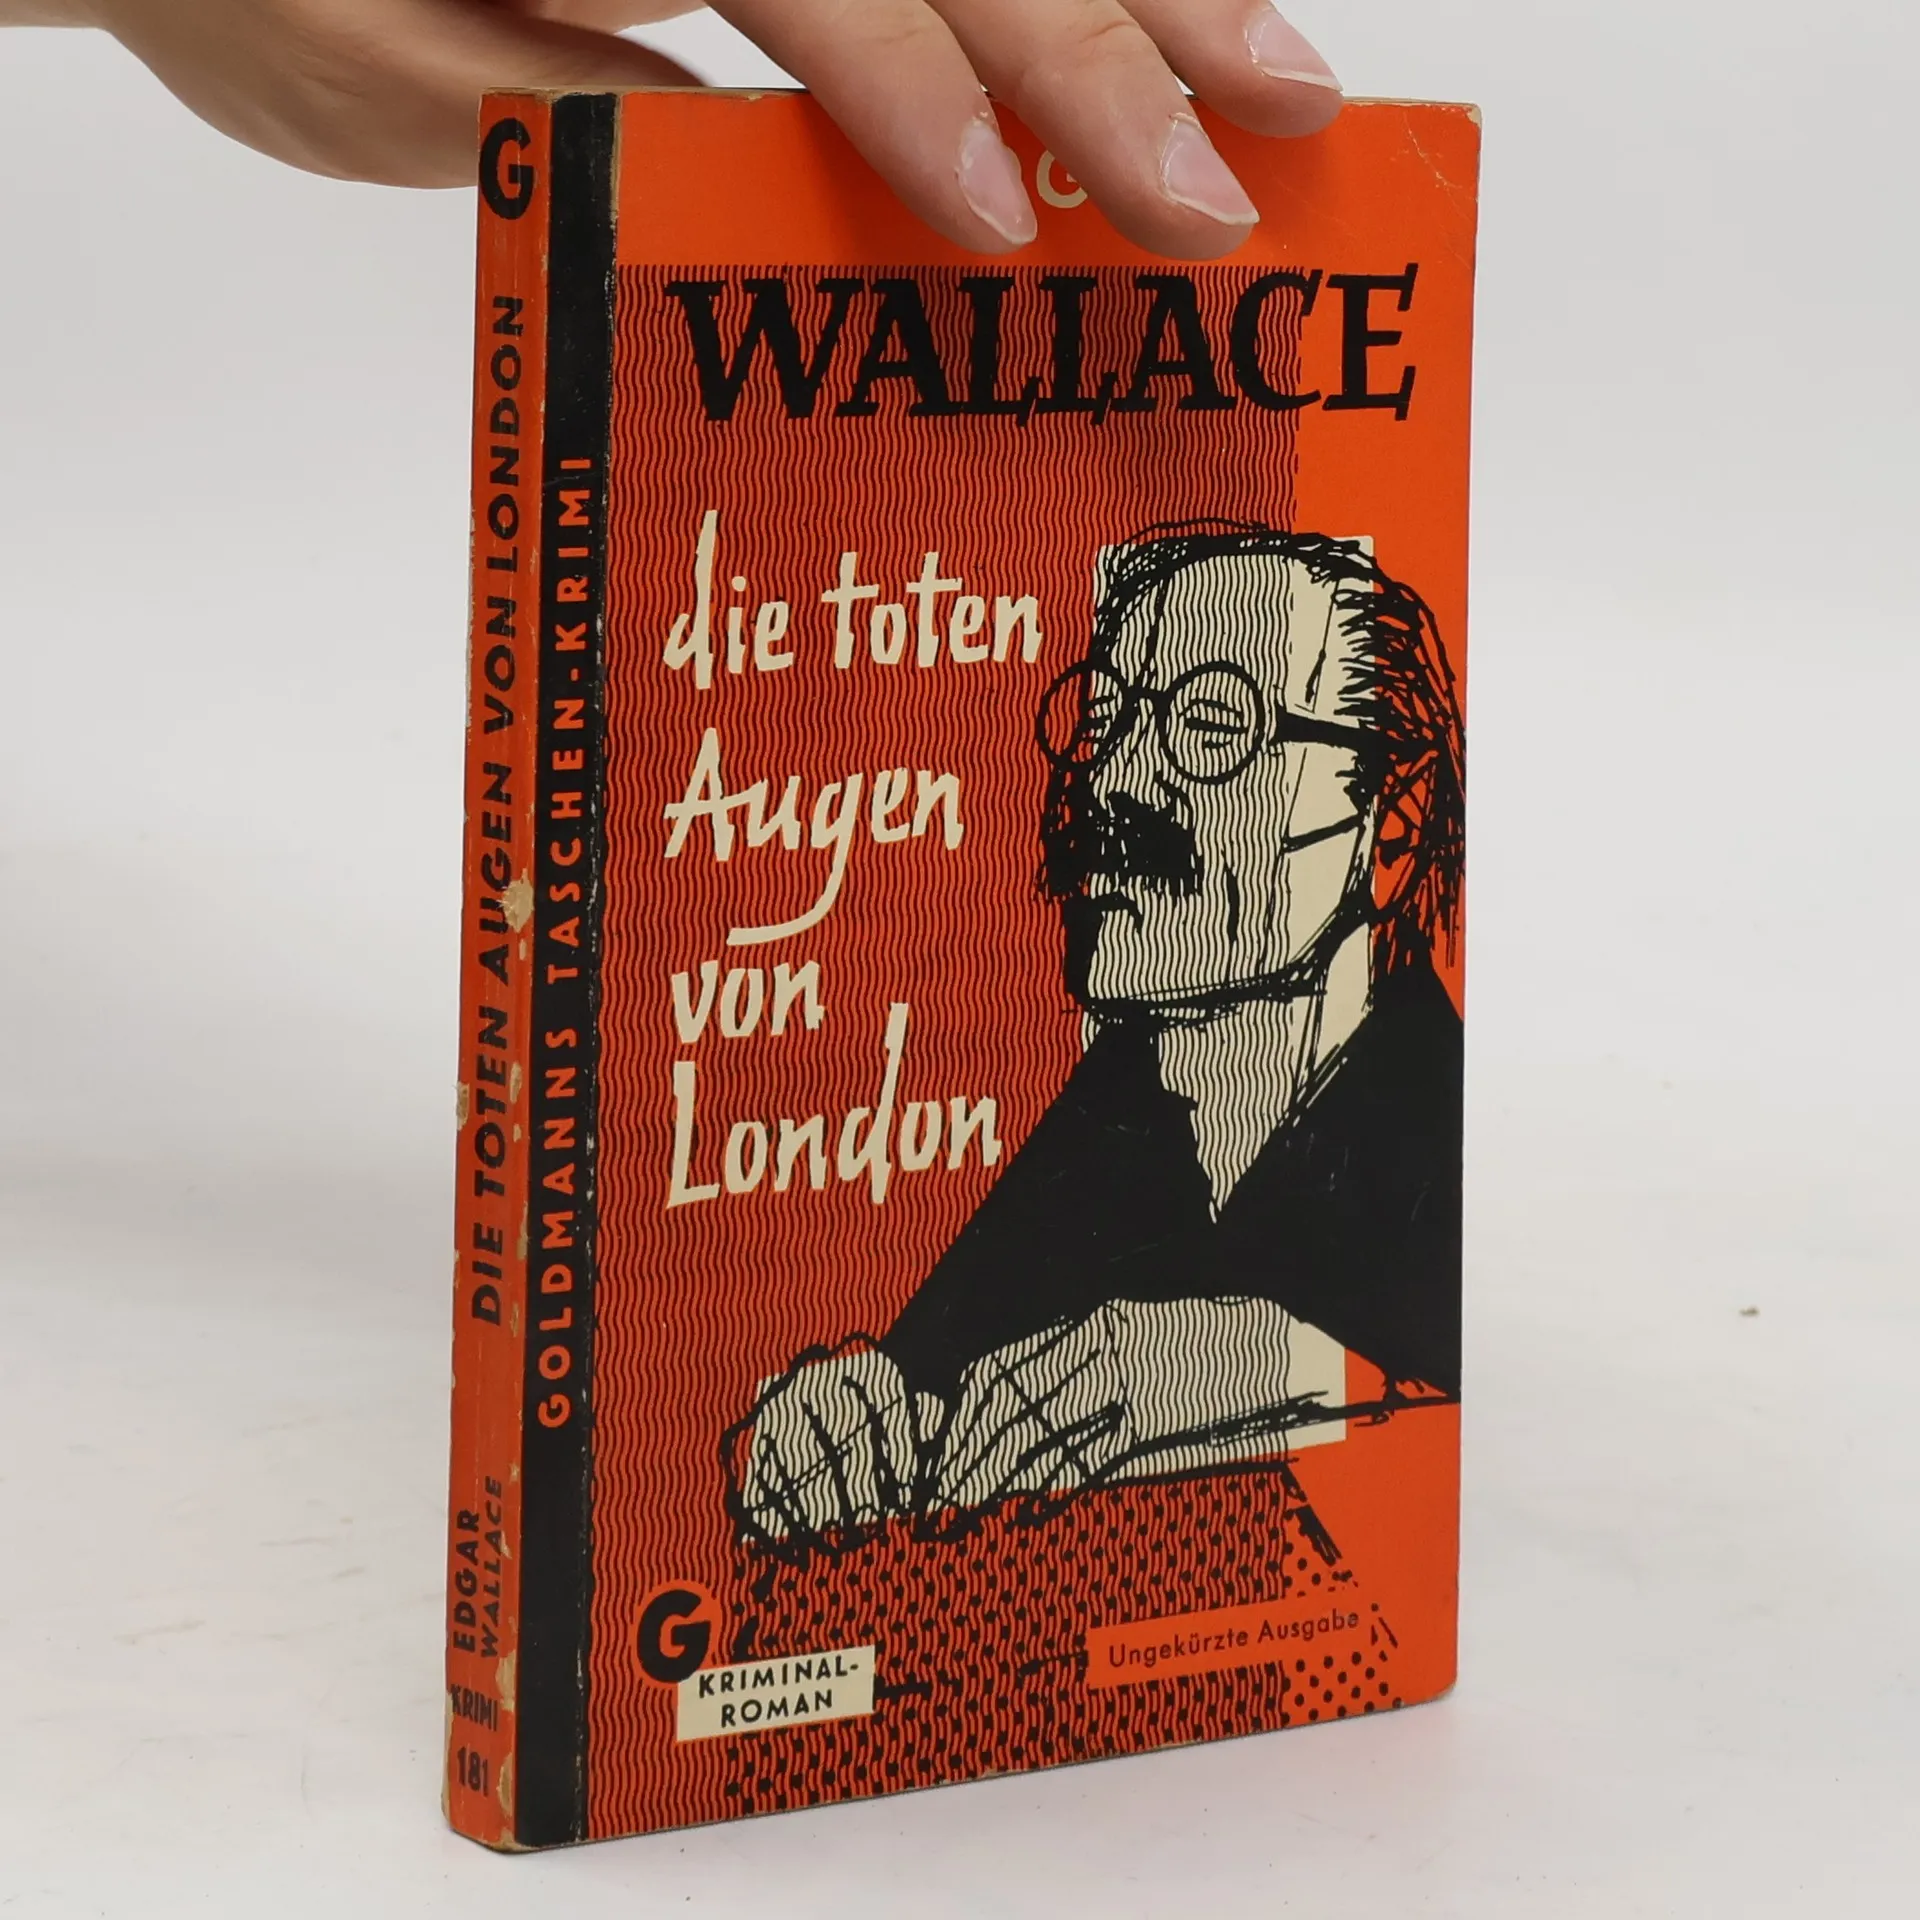 G
WALLACE
die toten
Augen
von
London
G
KRIMINAL-
ROMAN
Ungekürzte Ausgabe
G
DIE TOTEN AUGEN VON LONDON
EDGAR
WALLACE
KRIMI
181
GOLDMANNS TASCHEN-KRIMI